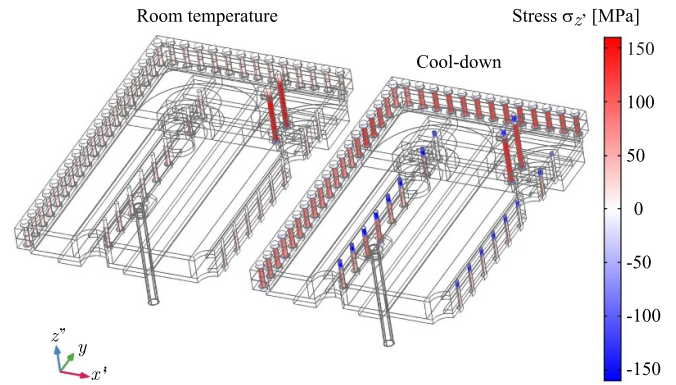 Room temperature
Stress σz' [MPa]
Cool-down
150
100
50
0
-50
-100
-150
z"
y
x'